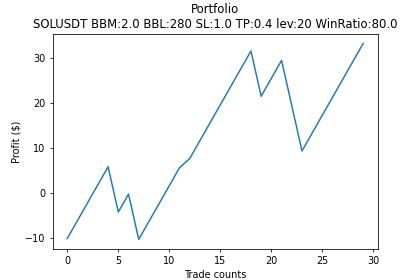 Portfolio
SOLUSDT BBM:2.0 BBL:280 SL:1.0 TP:0.4 lev:20 WinRatio:80.0
30
20
10
0
−10
Profit ($)
0 5 10 15 20 25 30
Trade counts